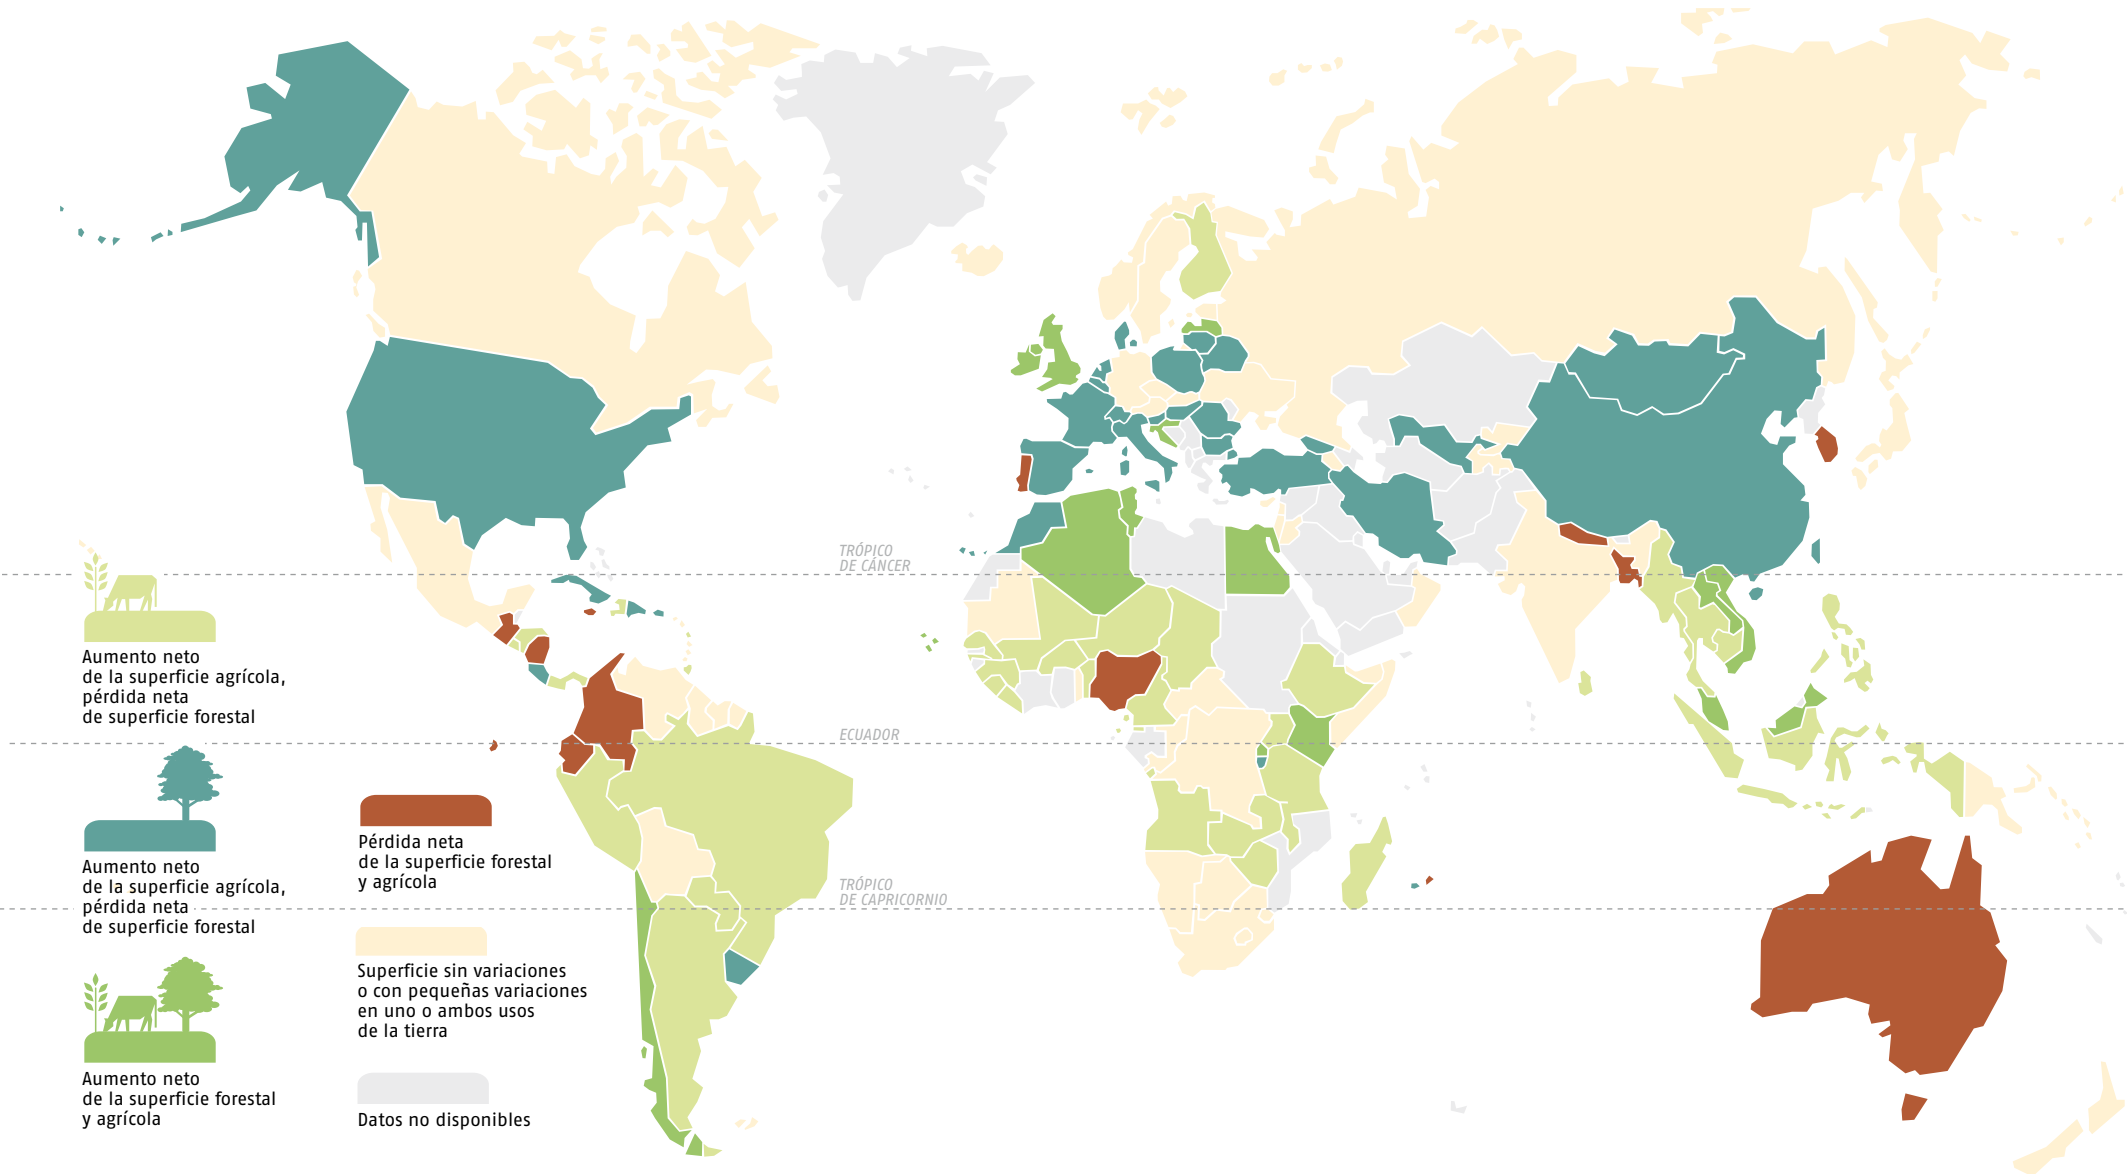 TRÓPICO
DE CÁNCER
ECUADOR
TRÓPICO
DE CAPRICORNIO
Aumento neto
de la superficie agrícola,
pérdida neta
de superficie forestal
Aumento neto
de la superficie agrícola,
pérdida neta
de superficie forestal
Aumento neto
de la superficie forestal
y agrícola
Pérdida neta
de la superficie forestal
y agrícola
Superficie sin variaciones
o con pequeñas variaciones
en uno o ambos usos
de la tierra
Datos no disponibles